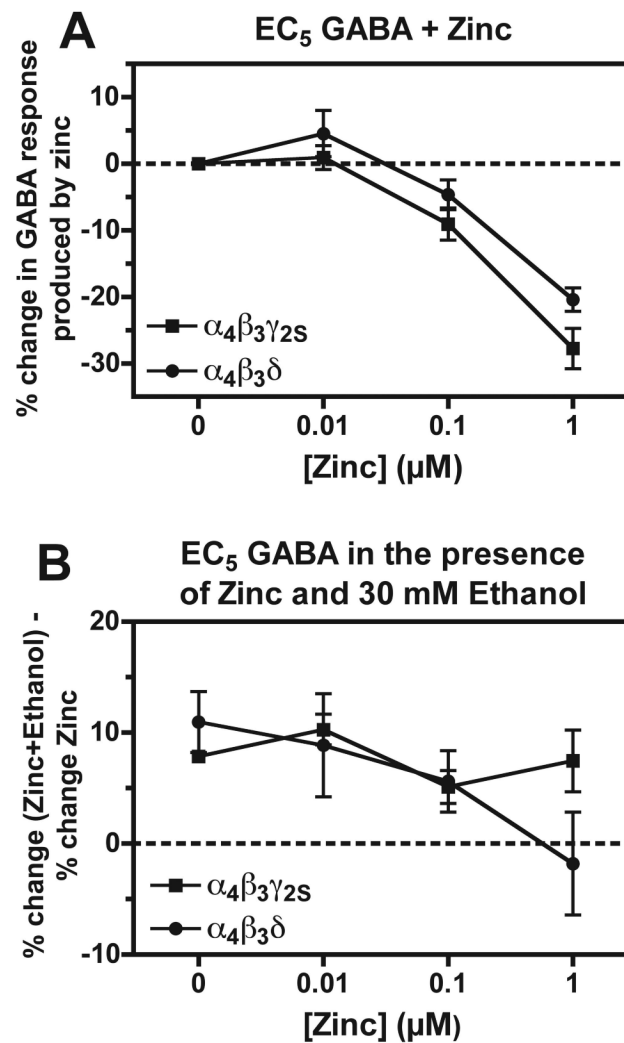 A
EC₅ GABA + Zinc
% change in GABA response
produced by zinc
10
0
-10
-20
-30
α₄β₃γ₂S
α₄β₃δ
0
0.01
0.1
1
[Zinc] (µM)
B
EC₅ GABA in the presence
of Zinc and 30 mM Ethanol
% change (Zinc+Ethanol) -
% change Zinc
20
10
0
-10
α₄β₃γ₂S
α₄β₃δ
0
0.01
0.1
1
[Zinc] (µM)